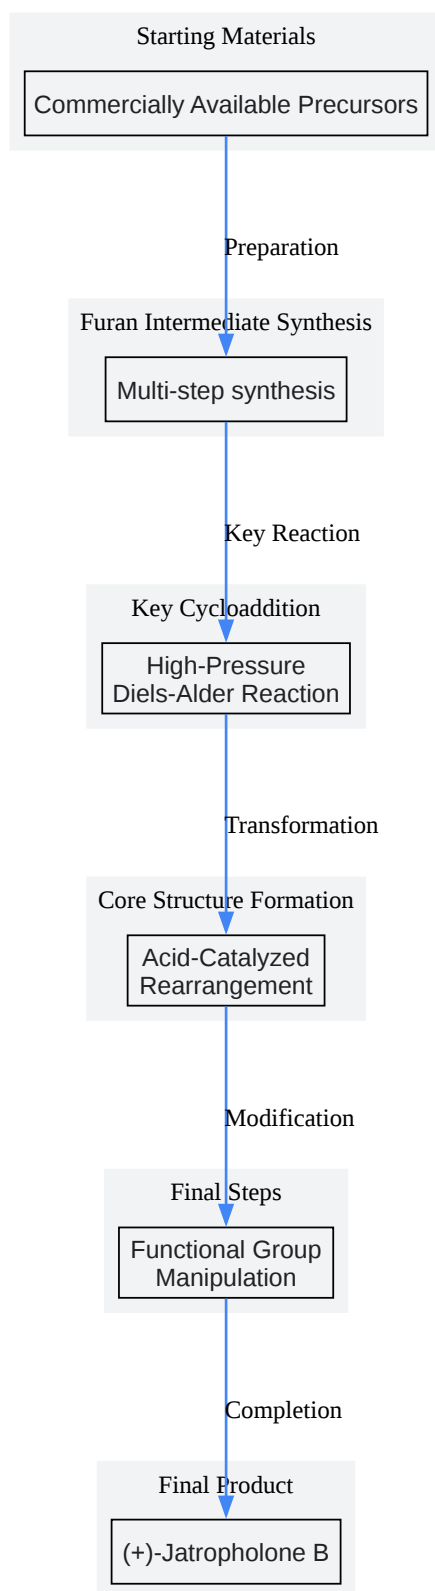 Starting Materials
Commercially Available Precursors
Preparation
Furan Intermediate Synthesis
Multi-step synthesis
Key Reaction
Key Cycloaddition
High-Pressure
Diels-Alder Reaction
Transformation
Core Structure Formation
Acid-Catalyzed
Rearrangement
Modification
Final Steps
Functional Group
Manipulation
Completion
Final Product
(+)-Jatropholone B